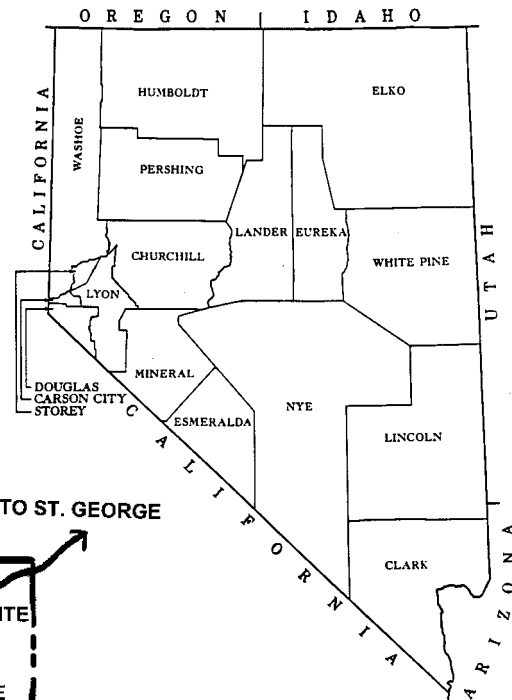 OREGON
IDAHO
CALIFORNIA
WASHOE
HUMBOLDT
ELKO
PERSHING
LANDER
EUREKA
CHURCHILL
WHITE PINE
UTAH
LYON
DOUGLAS
CARSON CITY
STOREY
MINERAL
ESMERALDA
NYE
LINCOLN
CALIFORNIA
CLARK
ARIZONA
TO ST. GEORGE